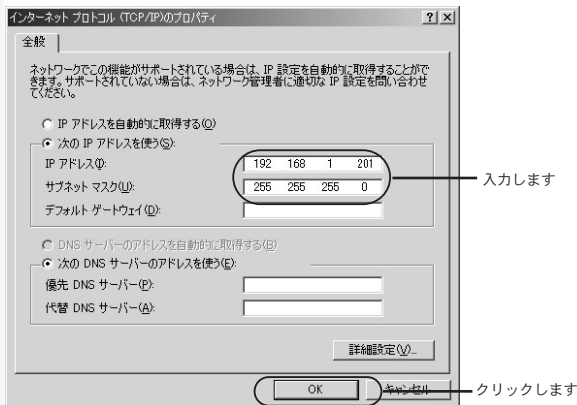 インターネット プロトコル (TCP/IP)のプロパティ
全般
ネットワークでこの機能がサポートされている場合は、IP 設定を自動的に取得することがで
きます。サポートされていない場合は、ネットワーク管理者に適切な IP 設定を問い合わせ
てください。
IP アドレスを自動的に取得する(O)
次の IP アドレスを使う(S):
IP アドレス(I): 192 168 1 201
サブネット マスク(U): 255 255 255 0
入力します
デフォルト ゲートウェイ(D):
DNS サーバーのアドレスを自動的に取得する(B)
次の DNS サーバーのアドレスを使う(E):
優先 DNS サーバー(P):
代替 DNS サーバー(A):
詳細設定(V)...
OK
キャンセル
クリックします